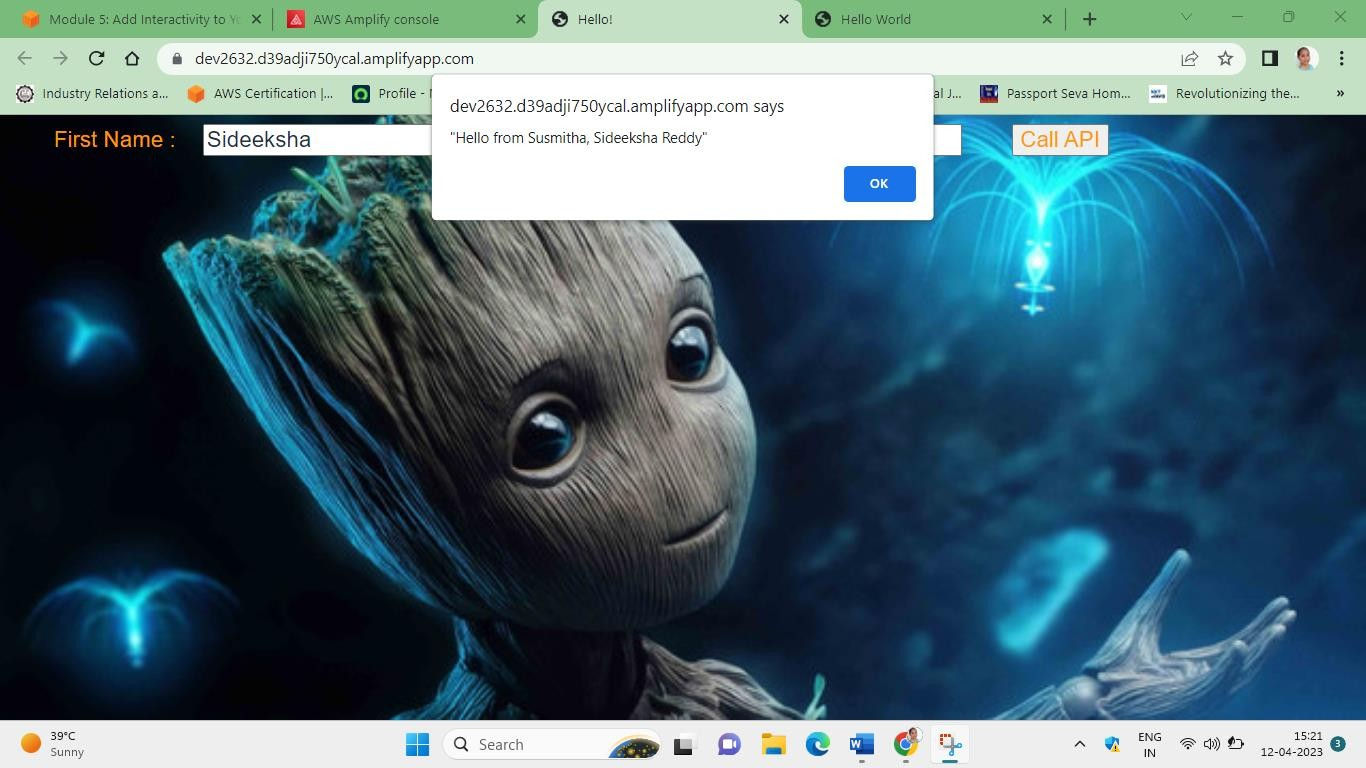 Module 5: Add Interactivity to Yo
AWS Amplify console
Hello!
Hello World
dev2632.d39adji750ycal.amplifyapp.com
Industry Relations a...
AWS Certification |...
Profile -
al J...
Passport Seva Hom...
Revolutionizing the...
»
dev2632.d39adji750ycal.amplifyapp.com says
"Hello from Susmitha, Sideeksha Reddy"
OK
First Name :
Sideeksha
Call API
39°C
Sunny
Search
ENG
IN
15:21
12-04-2023
3